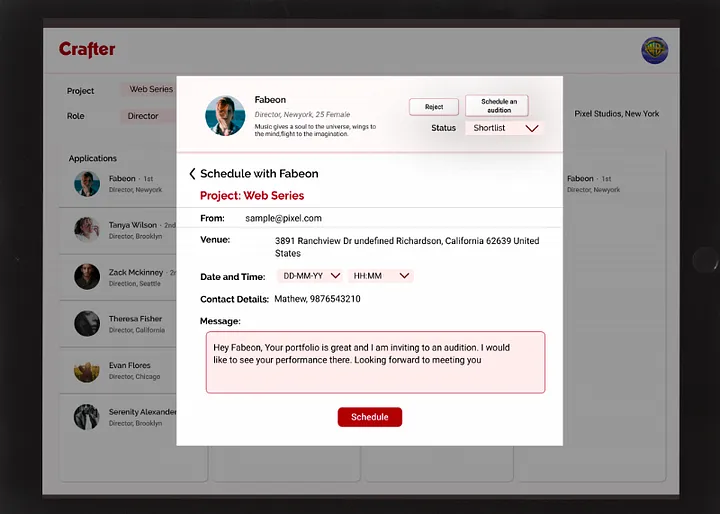 Crafter
Project
Web Series
Role
Director
Pixel Studios, New York
Applications
Fabeon - 1st
Director, Newyork
Tanya Wilson - 2nd
Director, Brooklyn
Zack Mckinney - 2n
Direction, Seattle
Theresa Fisher
Director, California
Evan Flores
Director, Chicago
Serenity Alexander
Director, Brooklyn
Fabeon - 1st
Director, Newyork
Fabeon
Director, Newyork, 25 Female
Music gives a soul to the universe, wings to
the mind,flight to the imagination.
Reject
Schedule an
audition
Status
Shortlist
Schedule with Fabeon
Project: Web Series
From: sample@pixel.com
Venue: 3891 Ranchview Dr undefined Richardson, California 62639 United
States
Date and Time: DD-MM-YY HH:MM
Contact Details: Mathew, 9876543210
Message:
Hey Fabeon, Your portfolio is great and I am inviting to an audition. I would
like to see your performance there. Looking forward to meeting you
Schedule